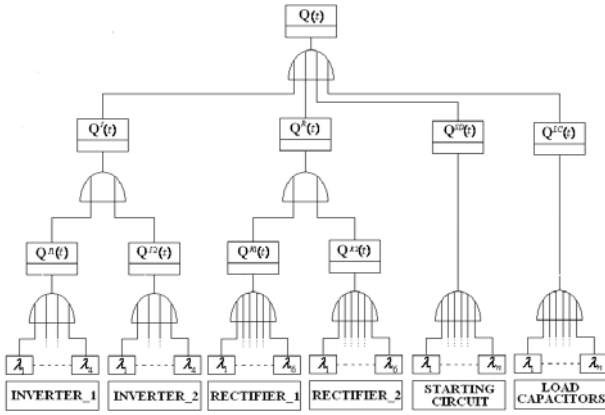 Q(t)
Q^I(t) Q^R(t) Q^SD(t) Q^LC(t)
Q^I1(t) Q^I2(t) Q^R1(t) Q^R2(t)
λ1 λ4 λ1 λ4 λ1 λ6 λ1 λ6 λ1 λn λ1 λn
INVERTER_1 INVERTER_2 RECTIFIER_1 RECTIFIER_2 STARTING CIRCUIT LOAD CAPACITORS